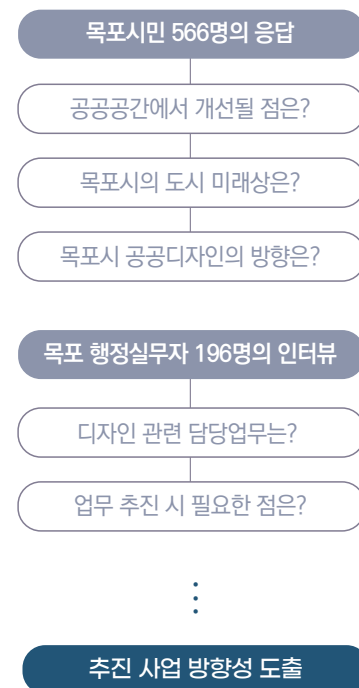 목포시민 566명의 응답
공공공간에서 개선될 점은?
목포시의 도시 미래상은?
목포시 공공디자인의 방향은?
목포 행정실무자 196명의 인터뷰
디자인 관련 담당업무는?
업무 추진 시 필요한 점은?
⋮
추진 사업 방향성 도출